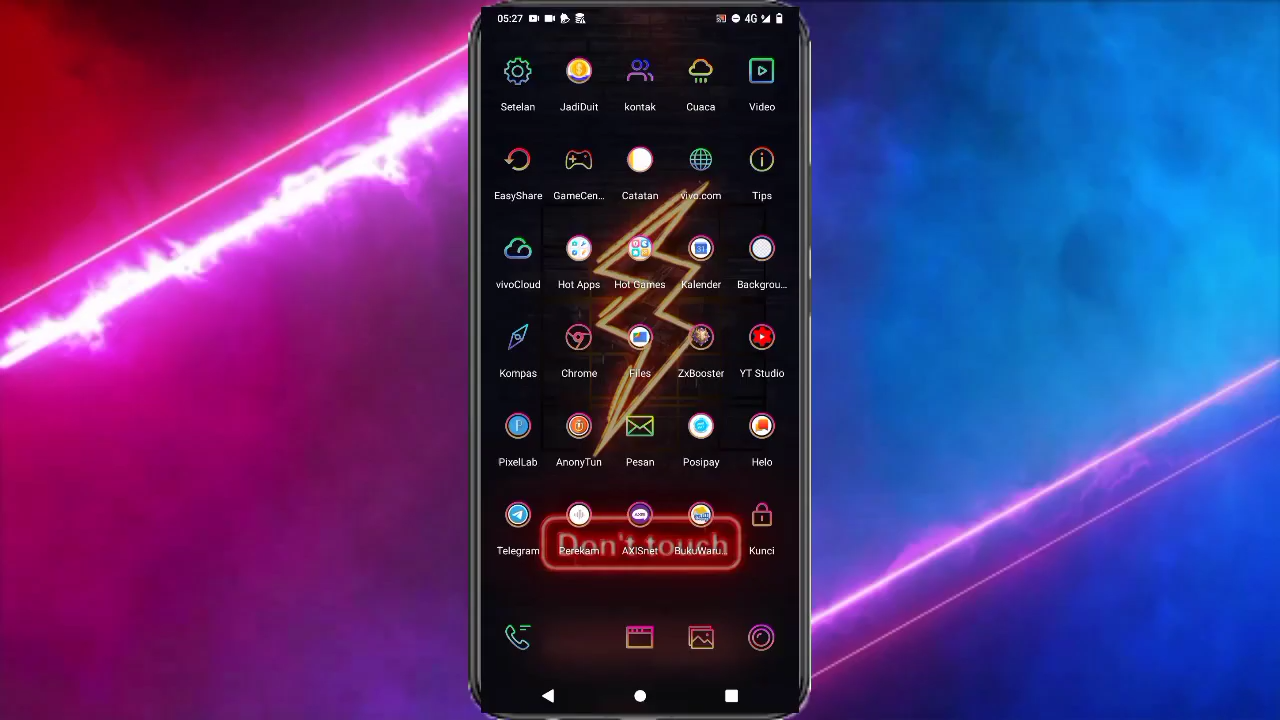 05:27 4G
Setelan JadiDuit kontak Cuaca Video
EasyShare GameCen... Catatan vivo.com Tips
vivoCloud Hot Apps Hot Games Kalender Backgrou...
Kompas Chrome Files ZxBooster YT Studio
PixelLab AnonyTun Pesan Posipay Helo
Telegram Perekam AXISnet BukuWaru... Kunci
Don't touch